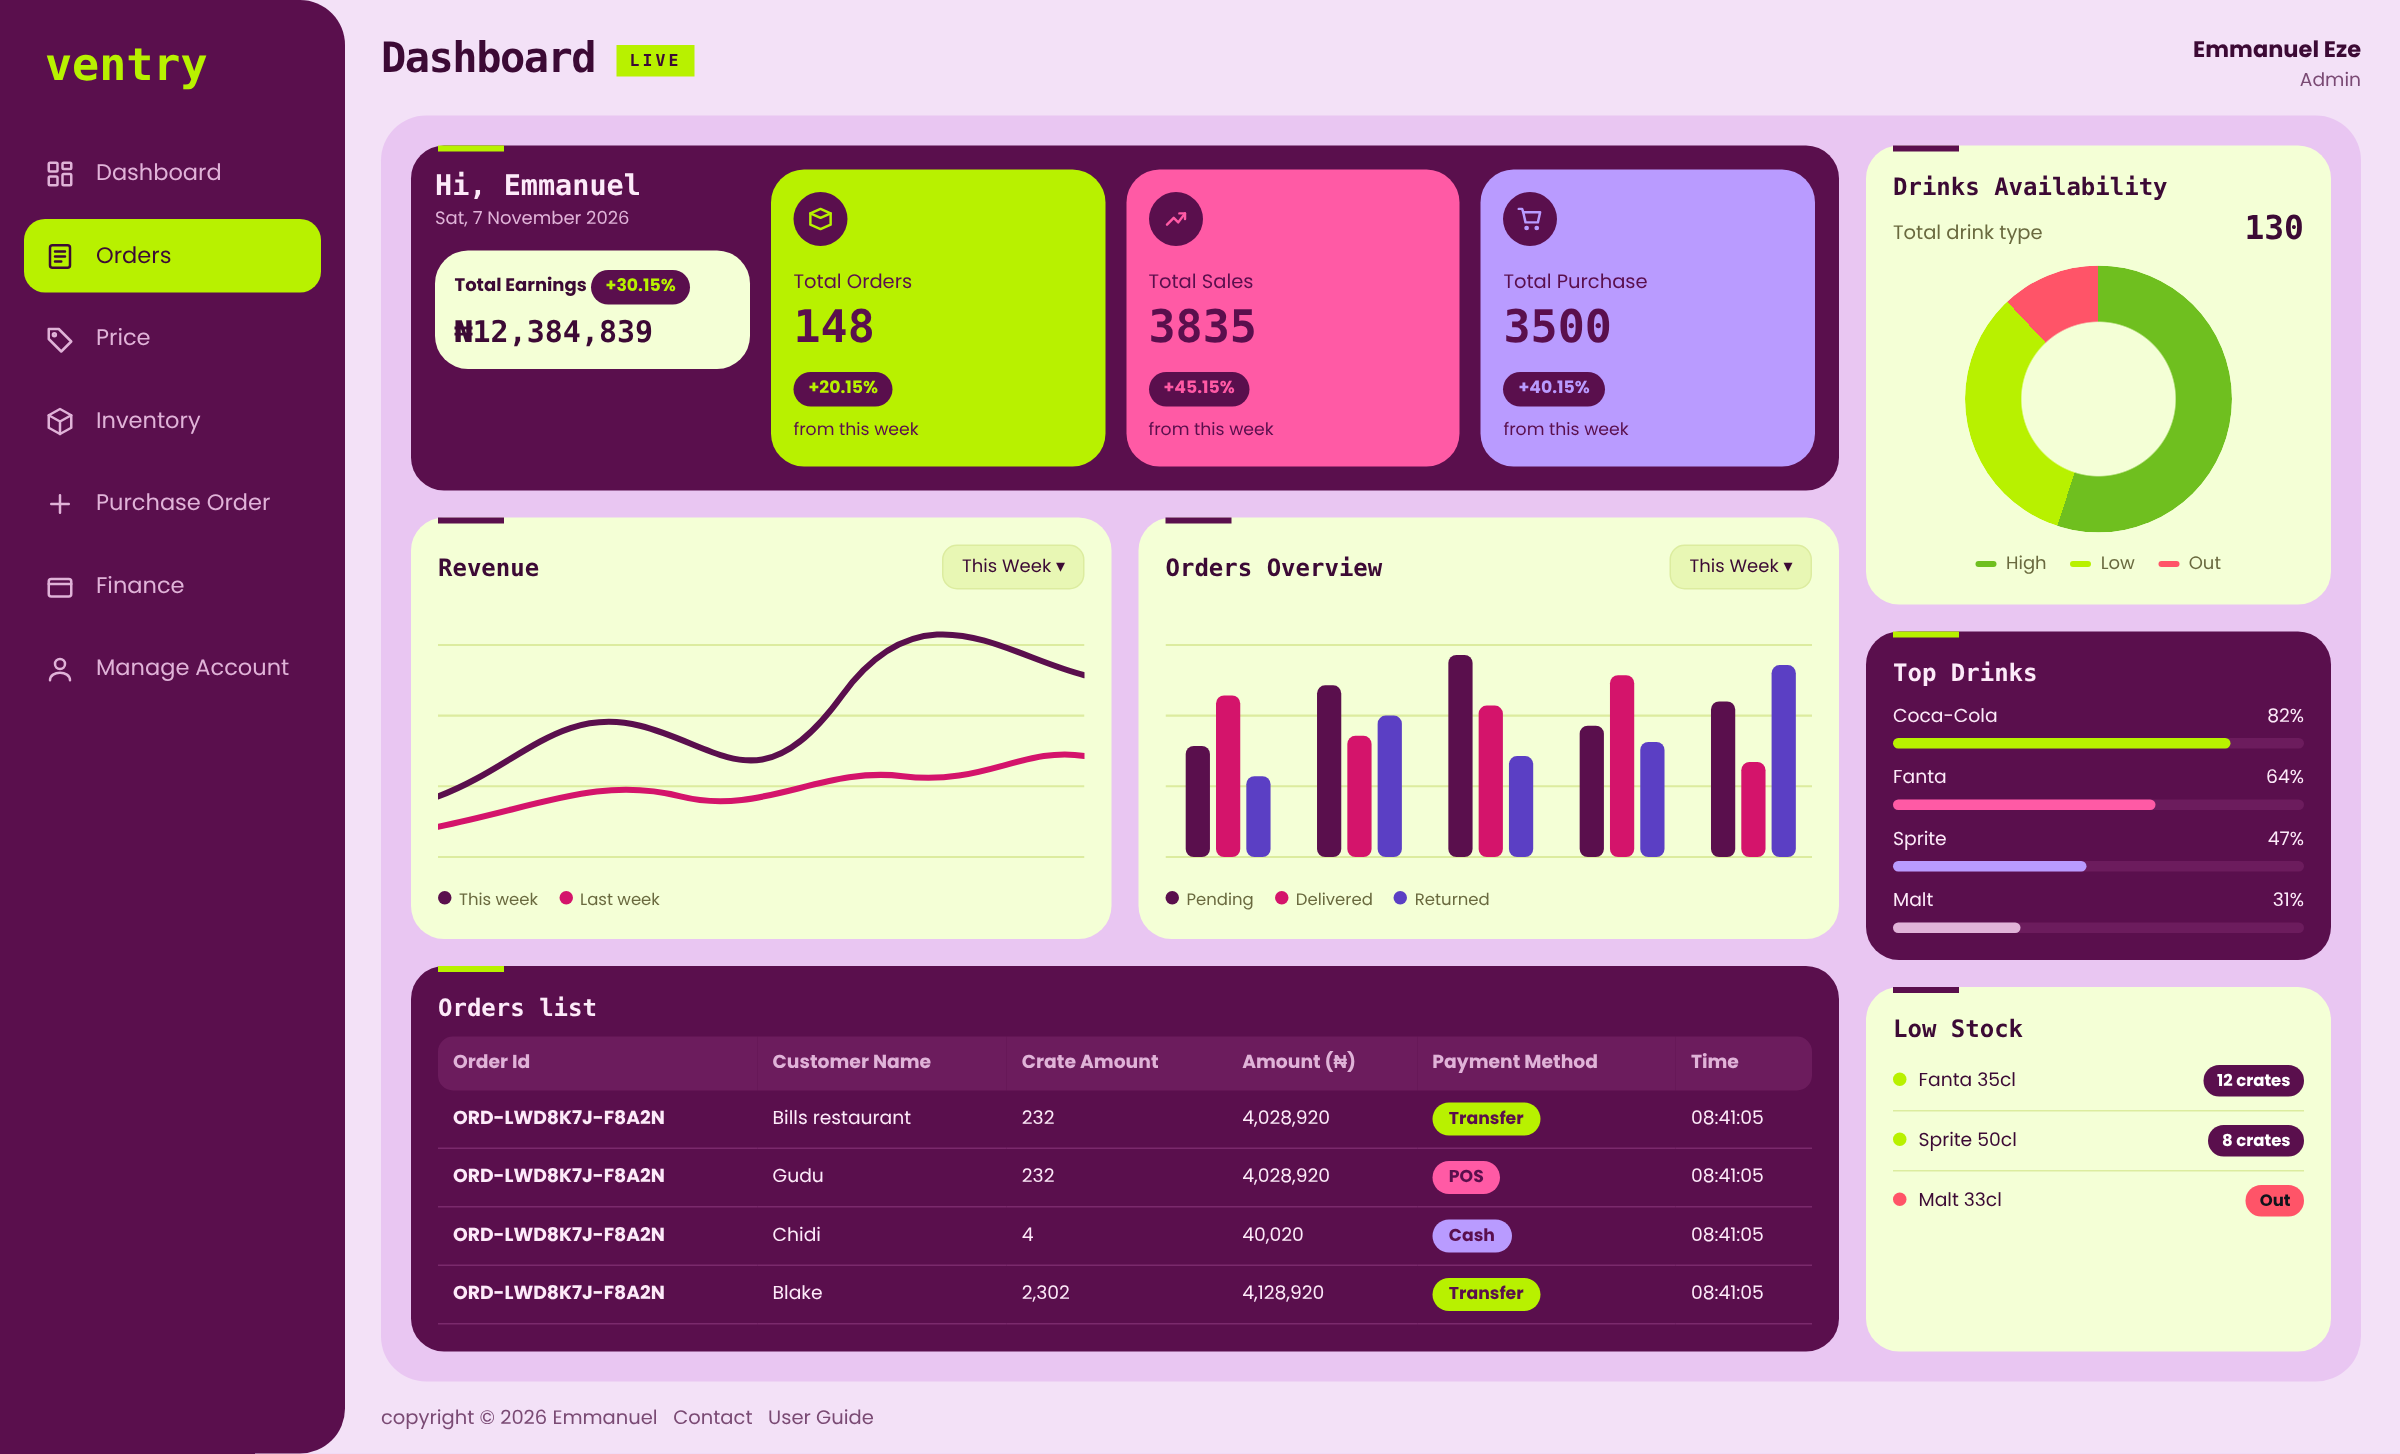 ventry
Dashboard
Orders
Price
Inventory
Purchase Order
Finance
Manage Account
Dashboard LIVE
Emmanuel Eze
Admin
Hi, Emmanuel
Sat, 7 November 2026
Total Earnings +30.15%
₦12,384,839
Total Orders
148
+20.15%
from this week
Total Sales
3835
+45.15%
from this week
Total Purchase
3500
+40.15%
from this week
Revenue This Week ▾
This week Last week
Orders Overview This Week ▾
Pending Delivered Returned
Orders list
Order Id Customer Name Crate Amount Amount (₦) Payment Method Time
ORD-LWD8K7J-F8A2N Bills restaurant 232 4,028,920 Transfer 08:41:05
ORD-LWD8K7J-F8A2N Gudu 232 4,028,920 POS 08:41:05
ORD-LWD8K7J-F8A2N Chidi 4 40,020 Cash 08:41:05
ORD-LWD8K7J-F8A2N Blake 2,302 4,128,920 Transfer 08:41:05
Drinks Availability
Total drink type 130
High Low Out
Top Drinks
Coca-Cola 82%
Fanta 64%
Sprite 47%
Malt 31%
Low Stock
Fanta 35cl 12 crates
Sprite 50cl 8 crates
Malt 33cl Out
copyright © 2026 Emmanuel Contact User Guide